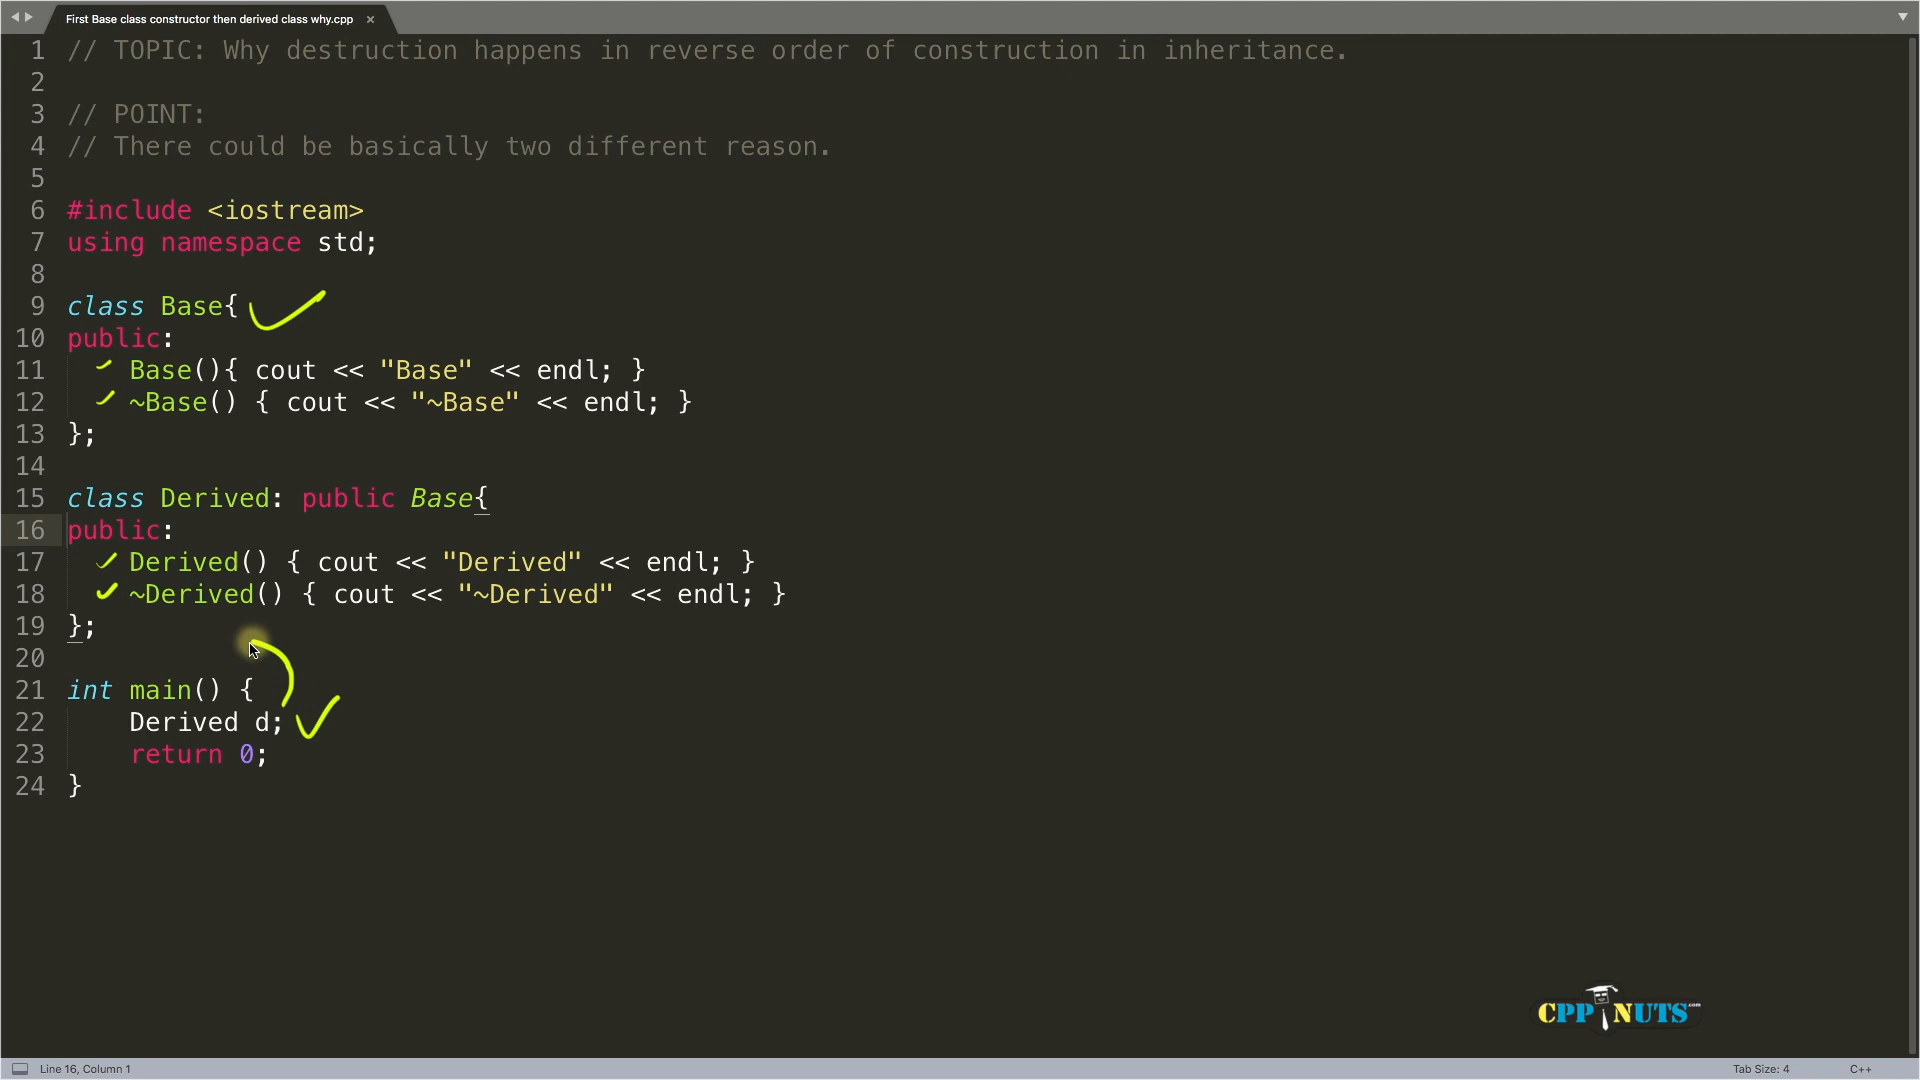 First Base class constructor then derived class why.cpp ×
1 // TOPIC: Why destruction happens in reverse order of construction in inheritance.
2
3 // POINT:
4 // There could be basically two different reason.
5
6 #include <iostream>
7 using namespace std;
8
9 class Base{
10 public:
11 Base(){ cout << "Base" << endl; }
12 ~Base() { cout << "~Base" << endl; }
13 };
14
15 class Derived: public Base{
16 public:
17 Derived() { cout << "Derived" << endl; }
18 ~Derived() { cout << "~Derived" << endl; }
19 };
20
21 int main() {
22 Derived d;
23 return 0;
24 }
CPP NUTS .com
Line 16, Column 1 Tab Size: 4 C++